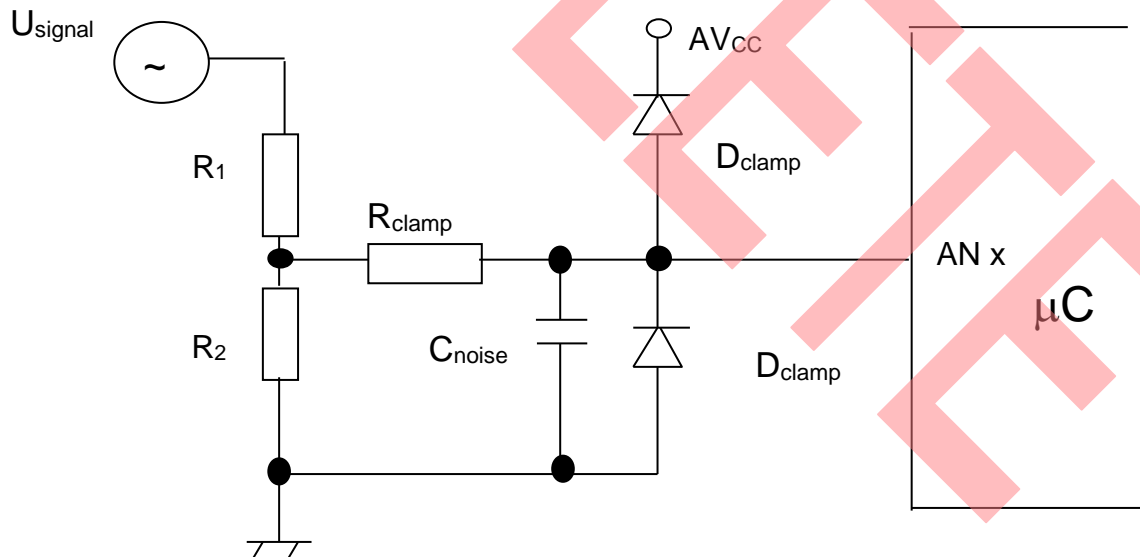 Usignal
~
AVCC
R1
Dclamp
Rclamp
AN x
µC
R2
Cnoise
Dclamp